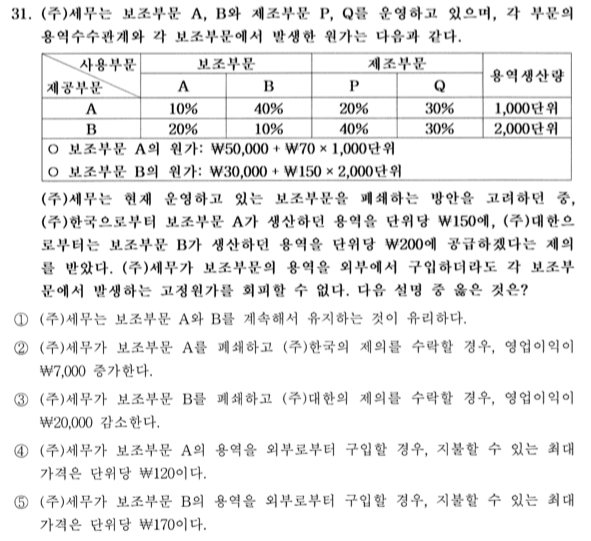 31. (주)세무는 보조부문 A, B와 제조부문 P, Q를 운영하고 있으며, 각 부문의
용역수수관계와 각 보조부문에서 발생한 원가는 다음과 같다.
사용부문 보조부문 제조부문 용역생산량
제공부문 A B P Q
A 10% 40% 20% 30% 1,000단위
B 20% 10% 40% 30% 2,000단위
○ 보조부문 A의 원가: ₩50,000 + ₩70 × 1,000단위
○ 보조부문 B의 원가: ₩30,000 + ₩150 × 2,000단위
(주)세무는 현재 운영하고 있는 보조부문을 폐쇄하는 방안을 고려하던 중,
(주)한국으로부터 보조부문 A가 생산하던 용역을 단위당 ₩150에, (주)대한으
로부터는 보조부문 B가 생산하던 용역을 단위당 ₩200에 공급하겠다는 제의
를 받았다. (주)세무가 보조부문의 용역을 외부에서 구입하더라도 각 보조부
문에서 발생하는 고정원가를 회피할 수 없다. 다음 설명 중 옳은 것은?
① (주)세무는 보조부문 A와 B를 계속해서 유지하는 것이 유리하다.
② (주)세무가 보조부문 A를 폐쇄하고 (주)한국의 제의를 수락할 경우, 영업이익이
₩7,000 증가한다.
③ (주)세무가 보조부문 B를 폐쇄하고 (주)대한의 제의를 수락할 경우, 영업이익이
₩20,000 감소한다.
④ (주)세무가 보조부문 A의 용역을 외부로부터 구입할 경우, 지불할 수 있는 최대
가격은 단위당 ₩120이다.
⑤ (주)세무가 보조부문 B의 용역을 외부로부터 구입할 경우, 지불할 수 있는 최대
가격은 단위당 ₩170이다.